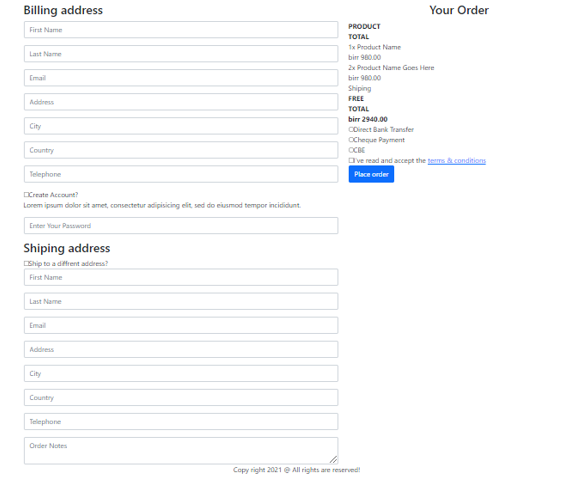 Billing address
First Name
Last Name
Email
Address
City
Country
Telephone
Create Account?
Lorem ipsum dolor sit amet, consectetur adipisicing elit, sed do eiusmod tempor incididunt.
Enter Your Password
Shiping address
Ship to a diffrent address?
First Name
Last Name
Email
Address
City
Country
Telephone
Order Notes
Your Order
PRODUCT
TOTAL
1x Product Name
birr 980.00
2x Product Name Goes Here
birr 980.00
Shiping
FREE
TOTAL
birr 2940.00
Direct Bank Transfer
Cheque Payment
CBE
I've read and accept the terms & conditions
Place order
Copy right 2021 @ All rights are reserved!